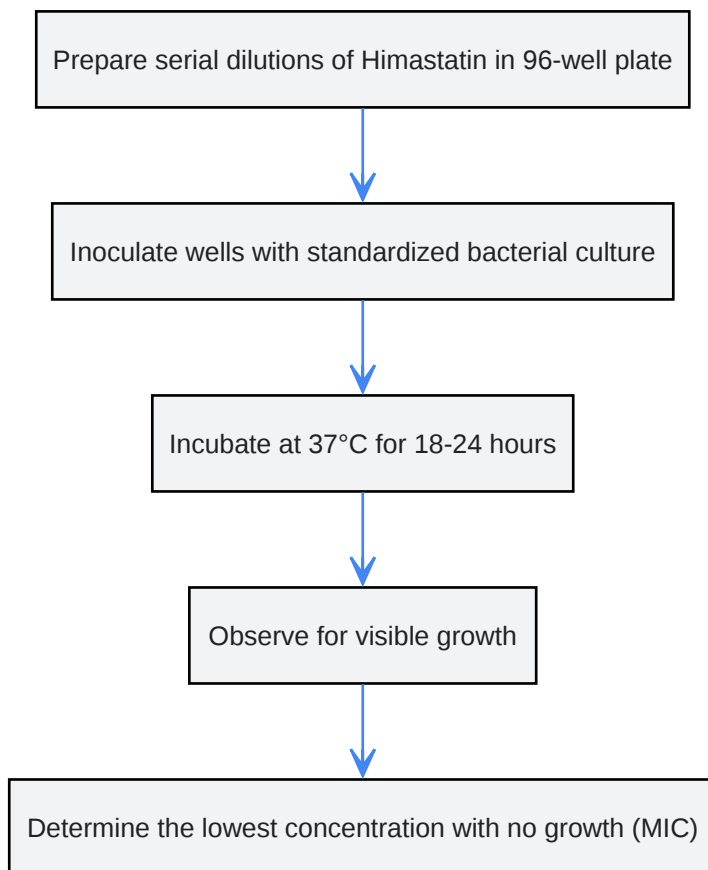 Prepare serial dilutions of Himastatin in 96-well plate
Inoculate wells with standardized bacterial culture
Incubate at 37°C for 18-24 hours
Observe for visible growth
Determine the lowest concentration with no growth (MIC)